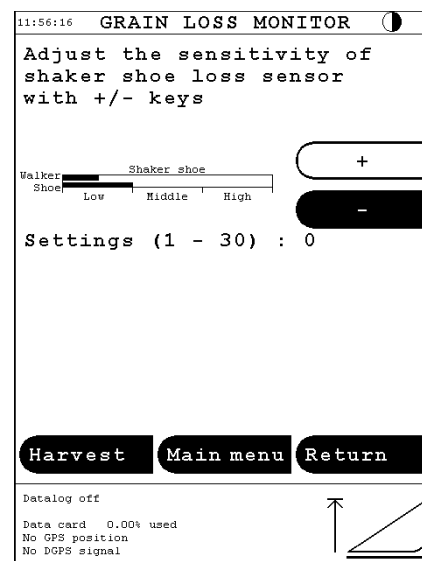 11:56:16 GRAIN LOSS MONITOR
Adjust the sensitivity of
shaker shoe loss sensor
with +/- keys
+
Shaker shoe
Walker
Shoe
Low Middle High
-
Settings (1 - 30) : 0
Harvest Main menu Return
Datalog off
Data card 0.00% used
No GPS position
No DGPS signal